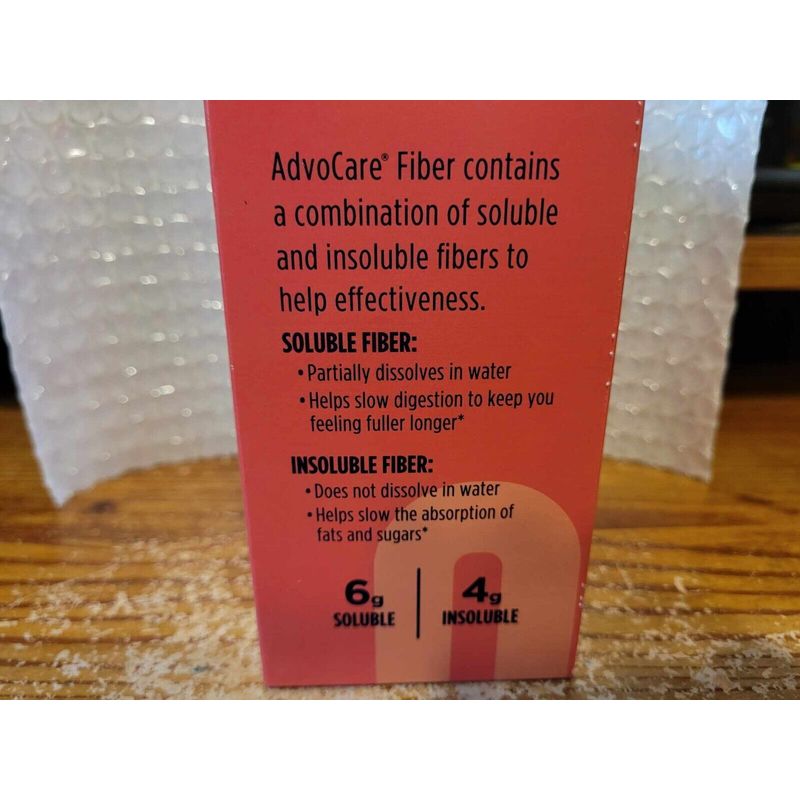 AdvoCare® Fiber contains
a combination of soluble
and insoluble fibers to
help effectiveness.
SOLUBLE FIBER:
• Partially dissolves in water
• Helps slow digestion to keep you
feeling fuller longer*
INSOLUBLE FIBER:
• Does not dissolve in water
• Helps slow the absorption of
fats and sugars*
6g | 4g
SOLUBLE | INSOLUBLE